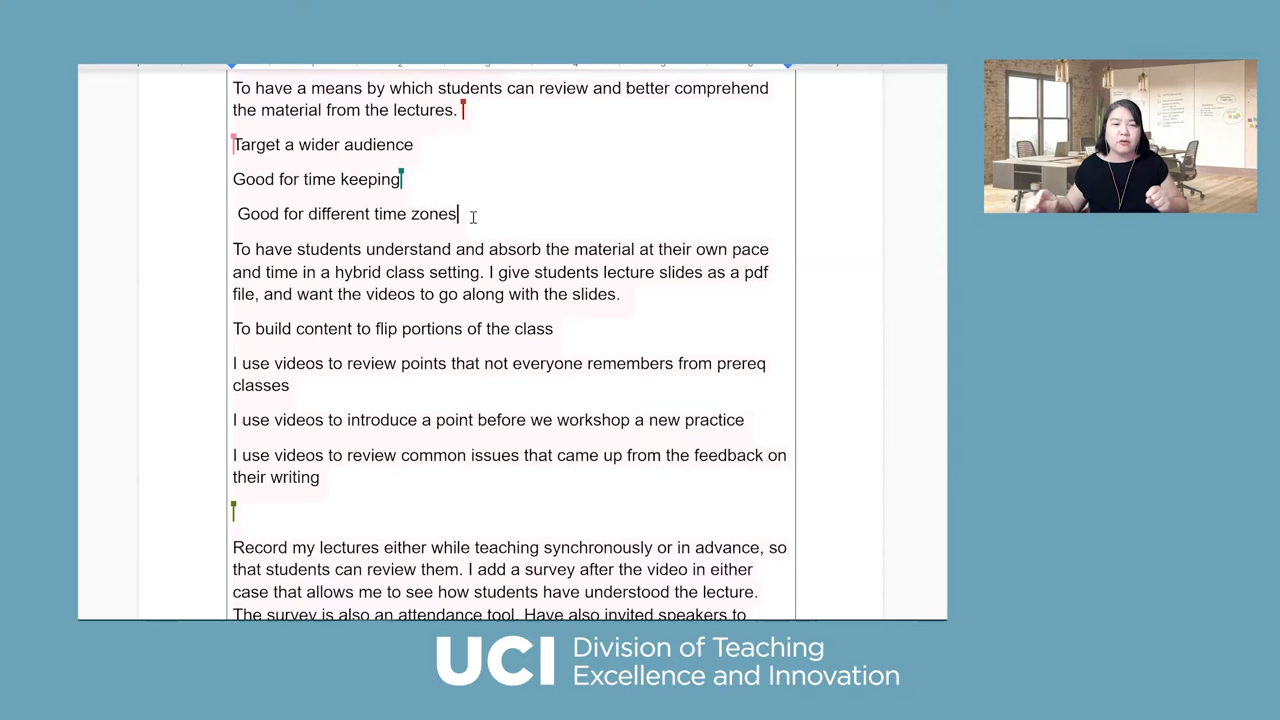 To have a means by which students can review and better comprehend
the material from the lectures.
Target a wider audience
Good for time keeping
Good for different time zones
To have students understand and absorb the material at their own pace
and time in a hybrid class setting. I give students lecture slides as a pdf
file, and want the videos to go along with the slides.
To build content to flip portions of the class
I use videos to review points that not everyone remembers from prereq
classes
I use videos to introduce a point before we workshop a new practice
I use videos to review common issues that came up from the feedback on
their writing
Record my lectures either while teaching synchronously or in advance, so
that students can review them. I add a survey after the video in either
case that allows me to see how students have understood the lecture.
The survey is also an attendance tool. Have also invited speakers to
UCI Division of Teaching
Excellence and Innovation